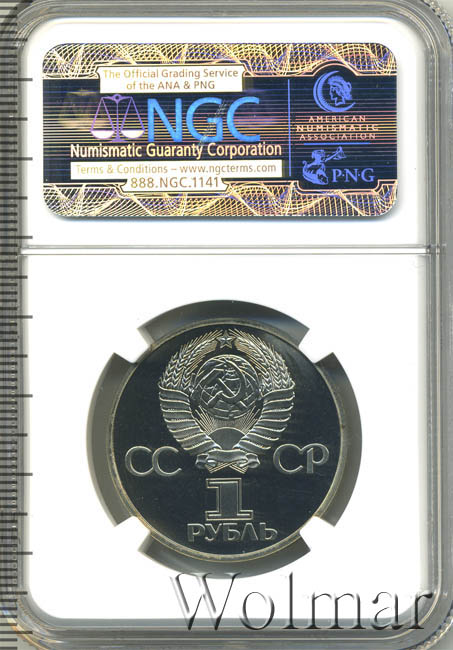 The Official Grading Service
of the ANA & PNG
NGC
Numismatic Guaranty Corporation
Terms & Conditions – www.ngcterms.com
888.NGC.1141
AMERICAN
NUMISMATIC
ASSOCIATION
P·N·G
СС СР
1
РУБЛЬ
Wolmar